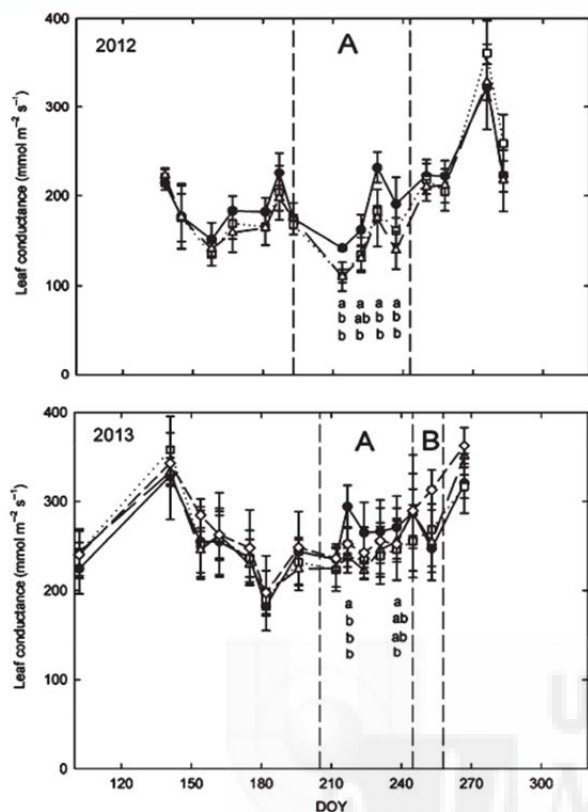 400
2012
A
300
200
100
0
Leaf conductance (mmol m⁻² s⁻¹)
a a a a
b ab b b
b b b b
400
2013
A B
300
200
100
0
Leaf conductance (mmol m⁻² s⁻¹)
a a
b ab
b ab
b b
120 150 180 210 240 270 300
DOY
U